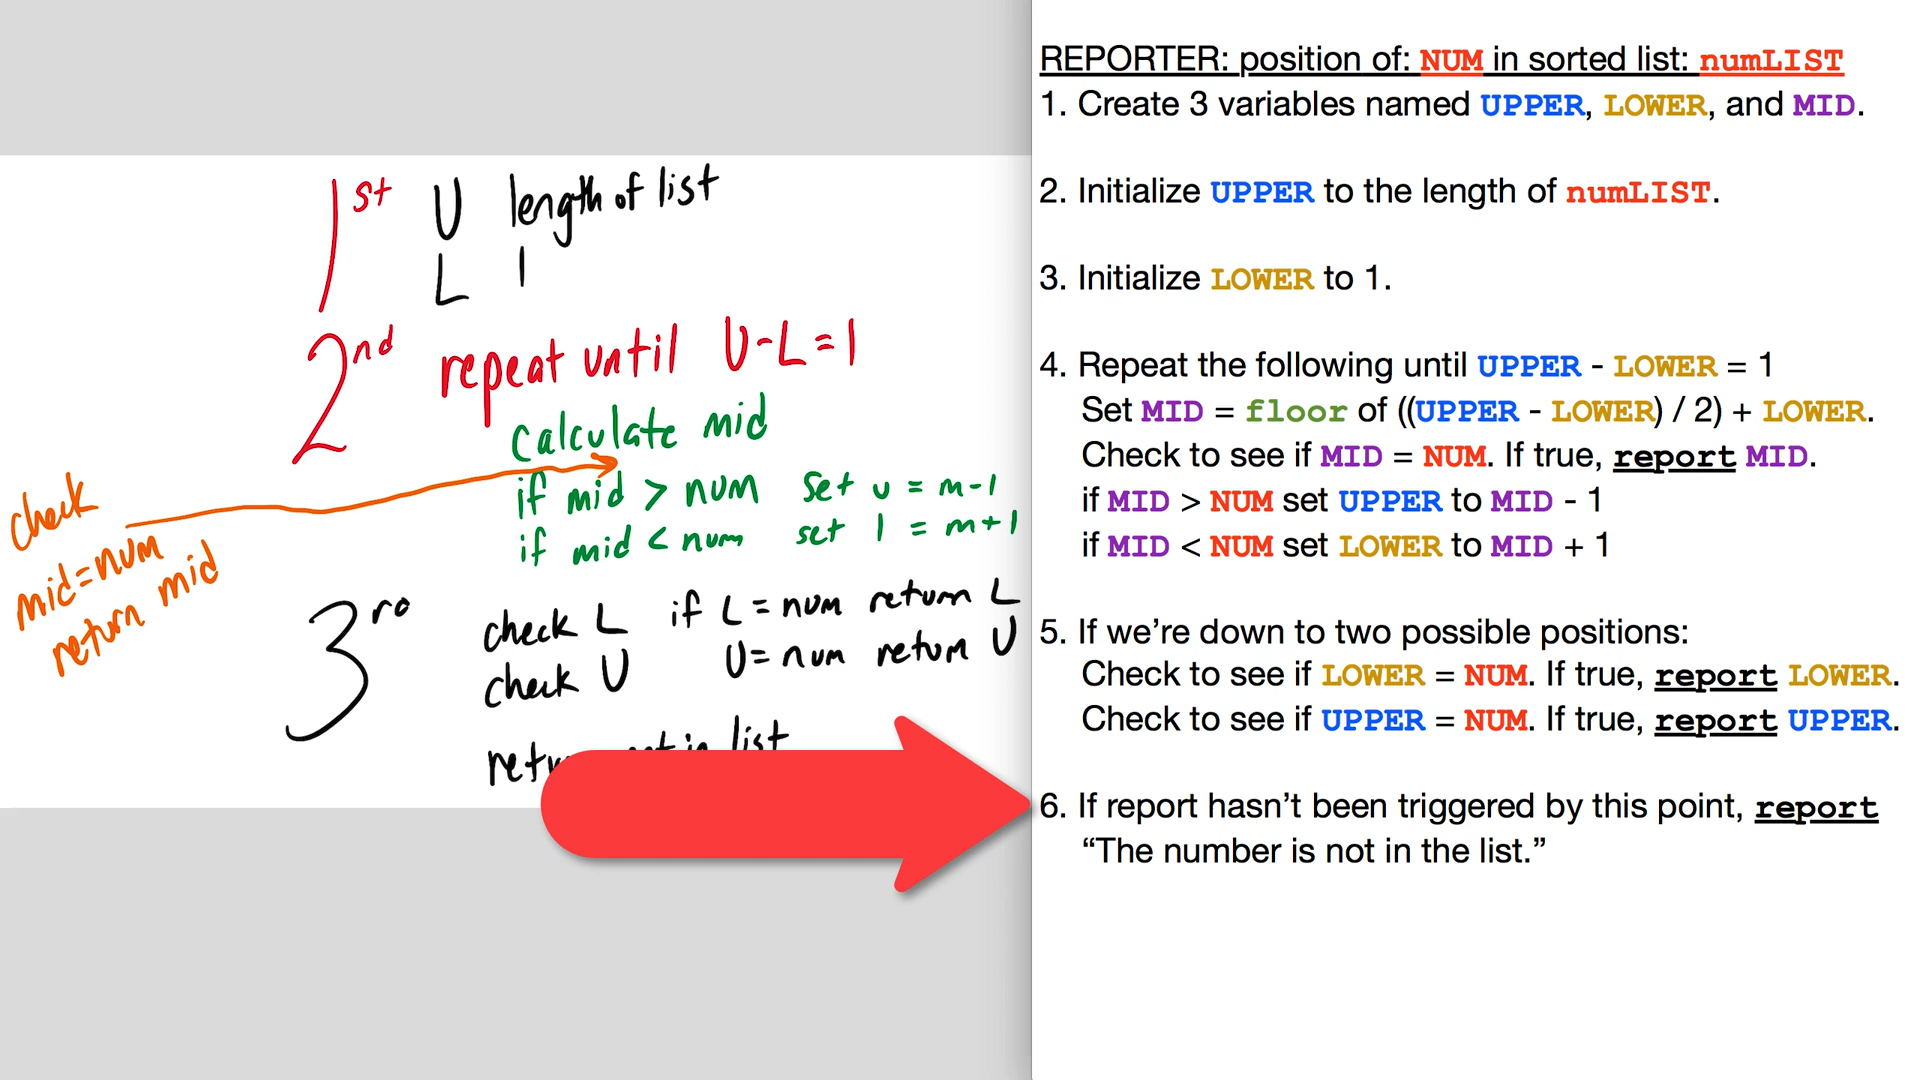 1st U length of list
L 1
2nd repeat until U-L=1
calculate mid
if mid > num set u = m-1
if mid < num set l = m+1
check
mid=num
return mid
3rd check L if L = num return L
check U U= num return U
list
REPORTER: position of: NUM in sorted list: numLIST
1. Create 3 variables named UPPER, LOWER, and MID.
2. Initialize UPPER to the length of numLIST.
3. Initialize LOWER to 1.
4. Repeat the following until UPPER - LOWER = 1
Set MID = floor of ((UPPER - LOWER) / 2) + LOWER.
Check to see if MID = NUM. If true, report MID.
if MID > NUM set UPPER to MID - 1
if MID < NUM set LOWER to MID + 1
5. If we're down to two possible positions:
Check to see if LOWER = NUM. If true, report LOWER.
Check to see if UPPER = NUM. If true, report UPPER.
6. If report hasn't been triggered by this point, report
“The number is not in the list.”